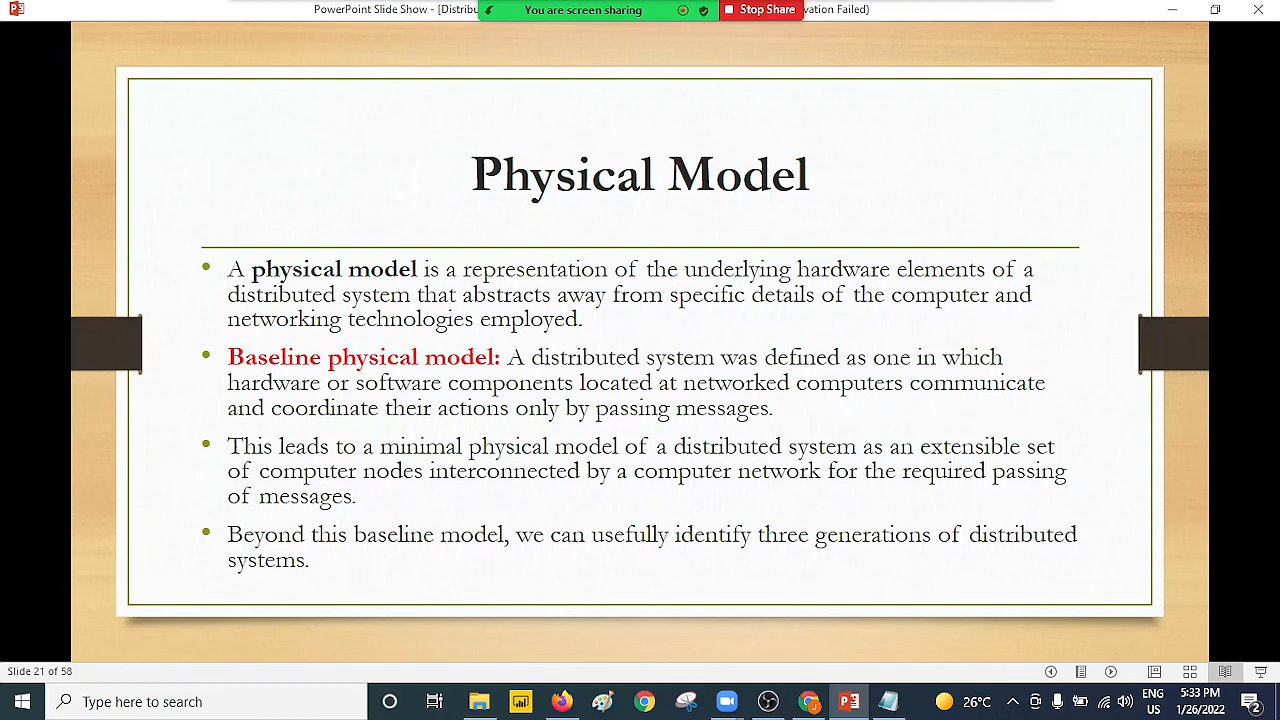 PowerPoint Slide Show - [Distribu
You are screen sharing
Stop Share
vation Failed)
Physical Model
• A physical model is a representation of the underlying hardware elements of a
distributed system that abstracts away from specific details of the computer and
networking technologies employed.
• Baseline physical model: A distributed system was defined as one in which
hardware or software components located at networked computers communicate
and coordinate their actions only by passing messages.
• This leads to a minimal physical model of a distributed system as an extensible set
of computer nodes interconnected by a computer network for the required passing
of messages.
• Beyond this baseline model, we can usefully identify three generations of distributed
systems.
Slide 21 of 58
Type here to search
26°C
ENG
US
5:33 PM
1/26/2022
2